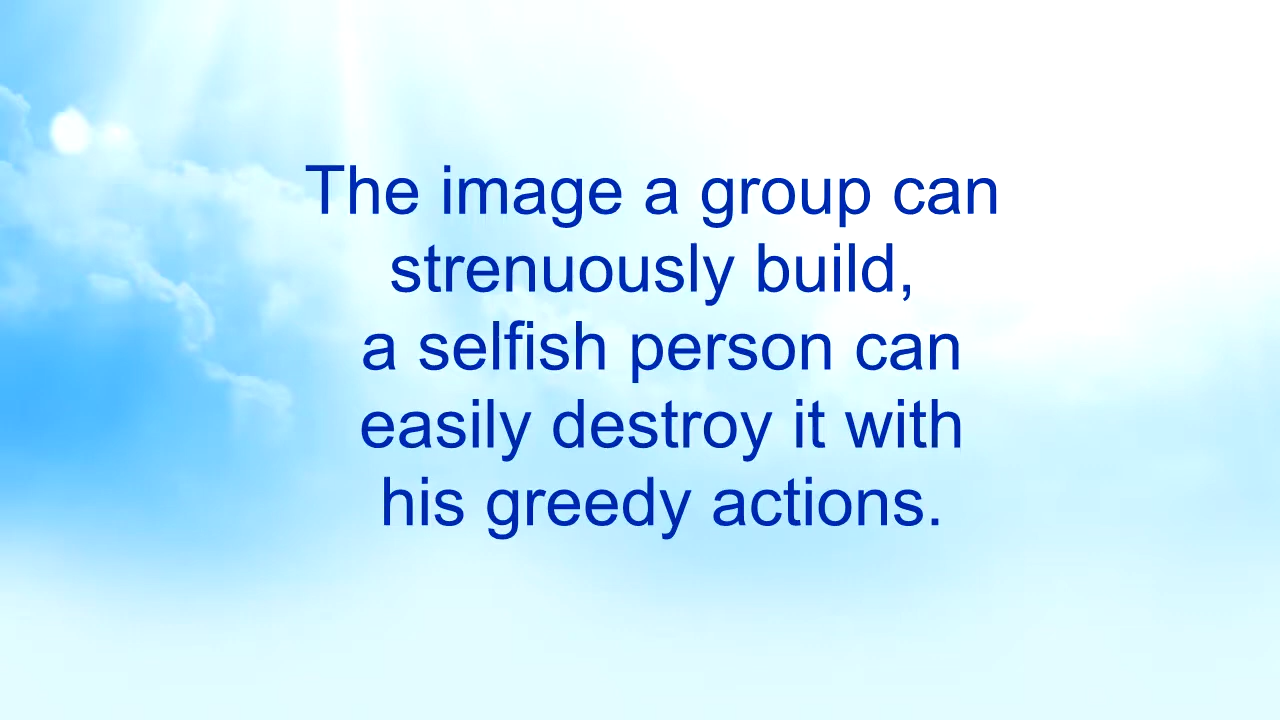 The image a group can
strenuously build,
a selfish person can
easily destroy it with
his greedy actions.